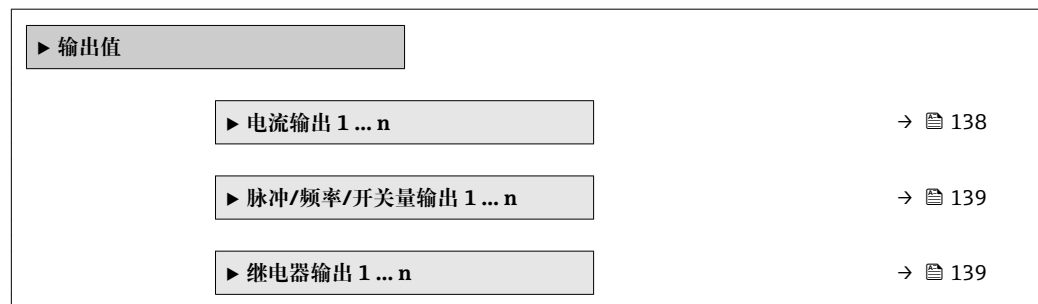 ▶ 输出值
▶ 电流输出 1 ... n → 138
▶ 脉冲/频率/开关量输出 1 ... n → 139
▶ 继电器输出 1 ... n → 139